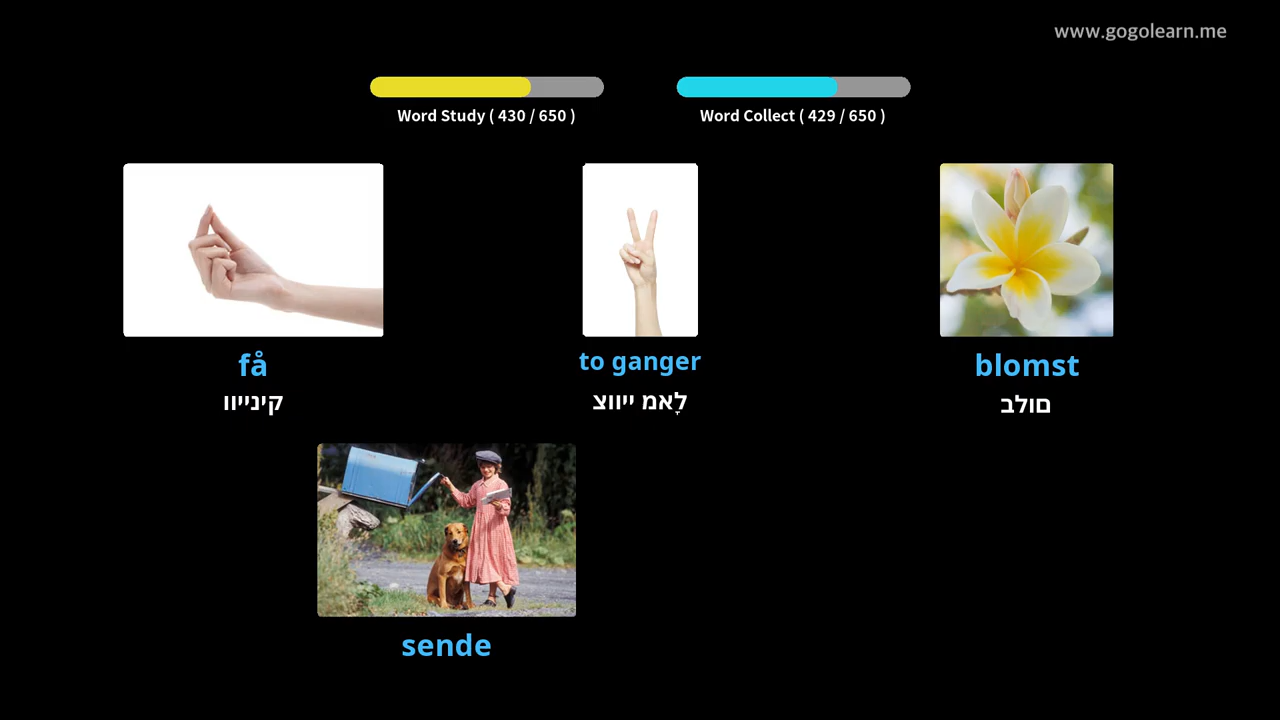 www.gogolearn.me
Word Study ( 430 / 650 )
Word Collect ( 429 / 650 )
få
to ganger
blomst
קינייוו
לָאמ ייווצ
םולב
sende